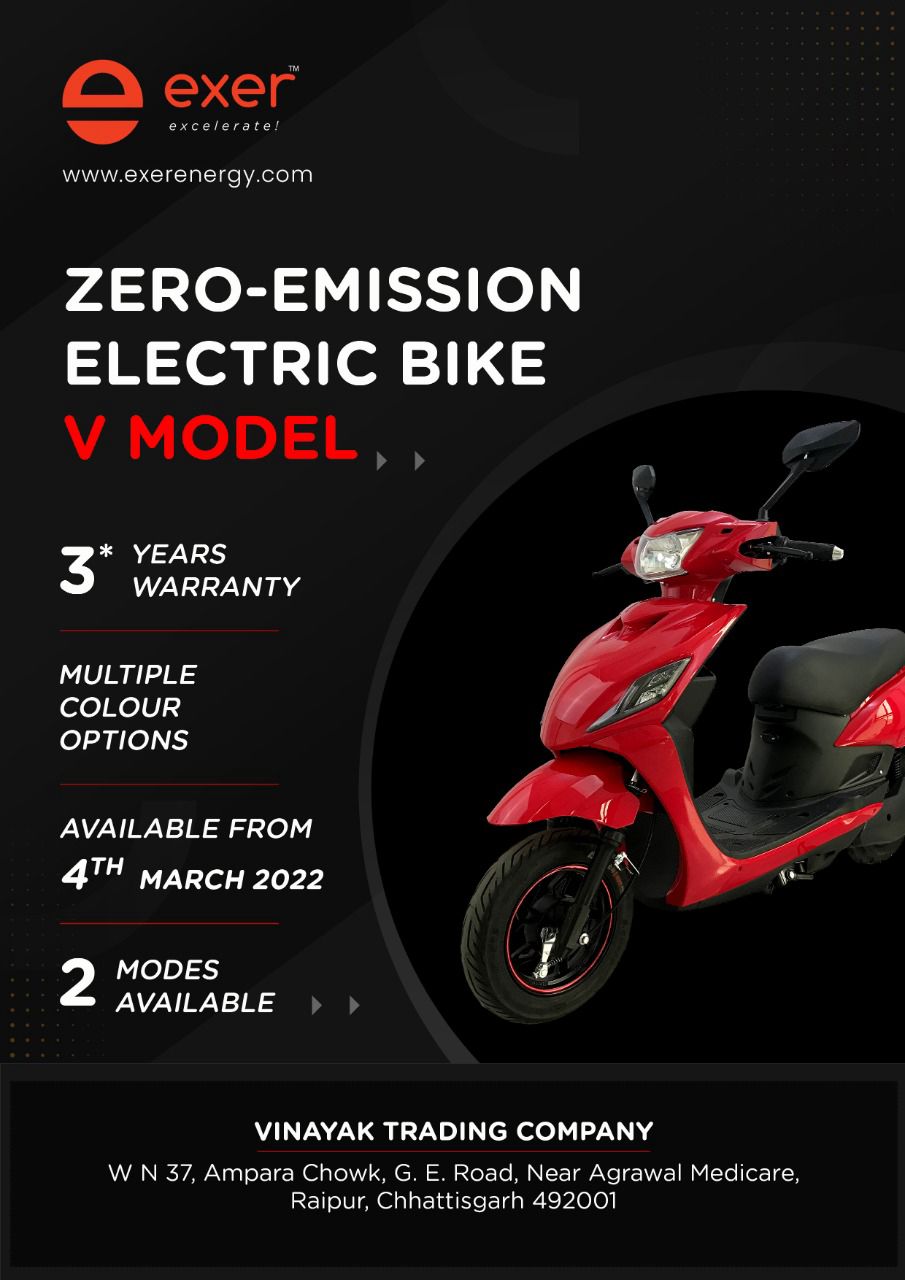 exer™
excelerate!
www.exerenergy.com
ZERO-EMISSION
ELECTRIC BIKE
V MODEL
3* YEARS
WARRANTY
MULTIPLE
COLOUR
OPTIONS
AVAILABLE FROM
4TH MARCH 2022
2 MODES
AVAILABLE
VINAYAK TRADING COMPANY
W N 37, Ampara Chowk, G. E. Road, Near Agrawal Medicare,
Raipur, Chhattisgarh 492001